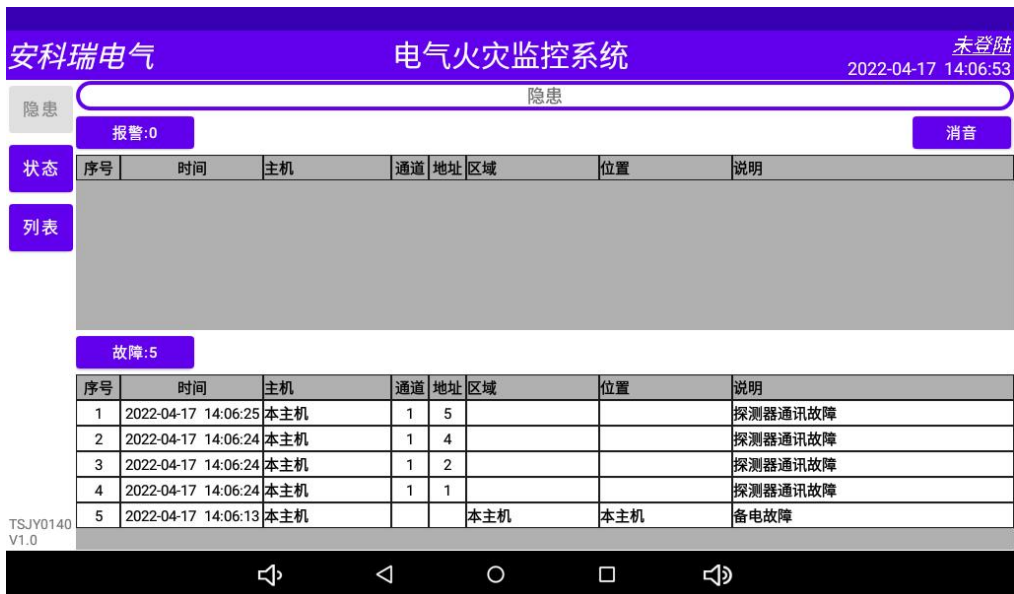 安科瑞电气 电气火灾监控系统 未登陆
2022-04-17 14:06:53
隐患 隐患
报警:0 消音
状态 序号 时间 主机 通道 地址 区域 位置 说明
列表
故障:5
序号 时间 主机 通道 地址 区域 位置 说明
1 2022-04-17 14:06:25 本主机 1 5 探测器通讯故障
2 2022-04-17 14:06:24 本主机 1 4 探测器通讯故障
3 2022-04-17 14:06:24 本主机 1 2 探测器通讯故障
4 2022-04-17 14:06:24 本主机 1 1 探测器通讯故障
5 2022-04-17 14:06:13 本主机 本主机 本主机 备电故障
TSJY0140
V1.0